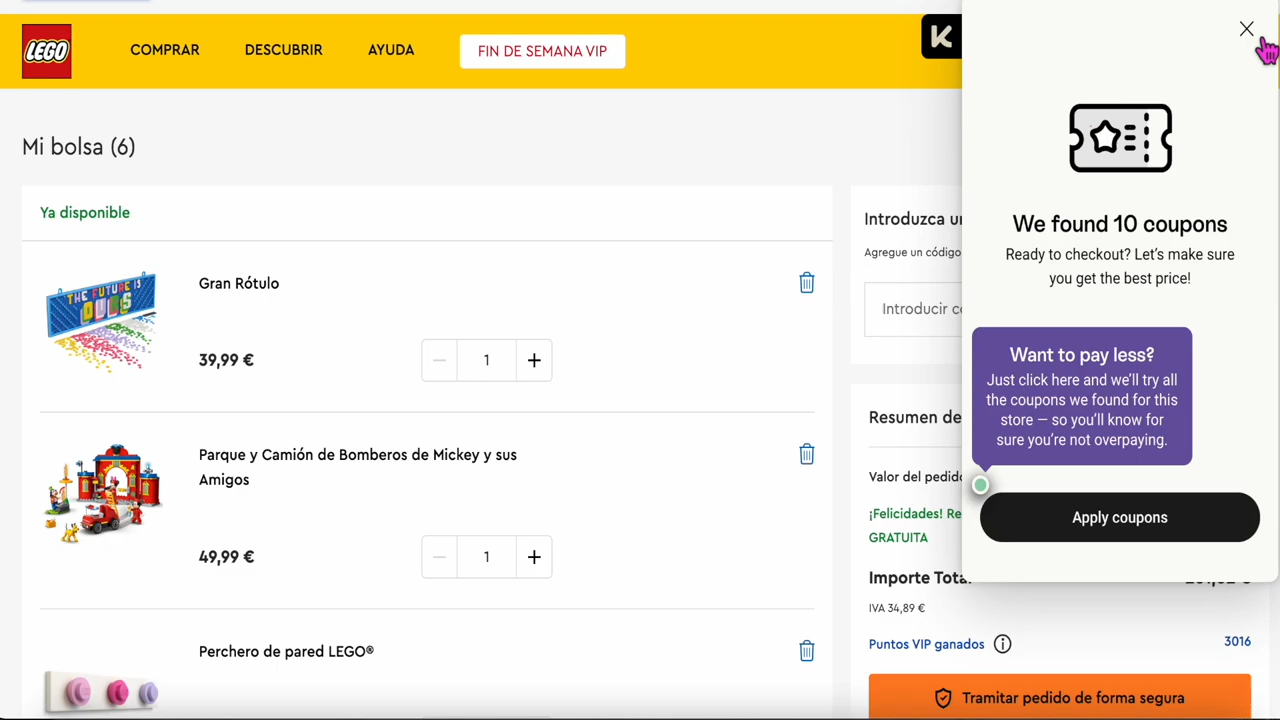 LEGO
COMPRAR
DESCUBRIR
AYUDA
FIN DE SEMANA VIP
K
Mi bolsa (6)
Ya disponible
THE FUTURE IS
OURS
Gran Rótulo
39,99 €
1
Parque y Camión de Bomberos de Mickey y sus
Amigos
49,99 €
1
Perchero de pared LEGO®
Introduzca
Agregue un código
Introducir
Resumen de
Valor del pedido
¡Felicidades! Re
GRATUITA
Importe Total
IVA 34,89 €
Puntos VIP ganados
3016
Tramitar pedido de forma segura
We found 10 coupons
Ready to checkout? Let's make sure
you get the best price!
Want to pay less?
Just click here and we'll try all
the coupons we found for this
store — so you'll know for
sure you're not overpaying.
Apply coupons